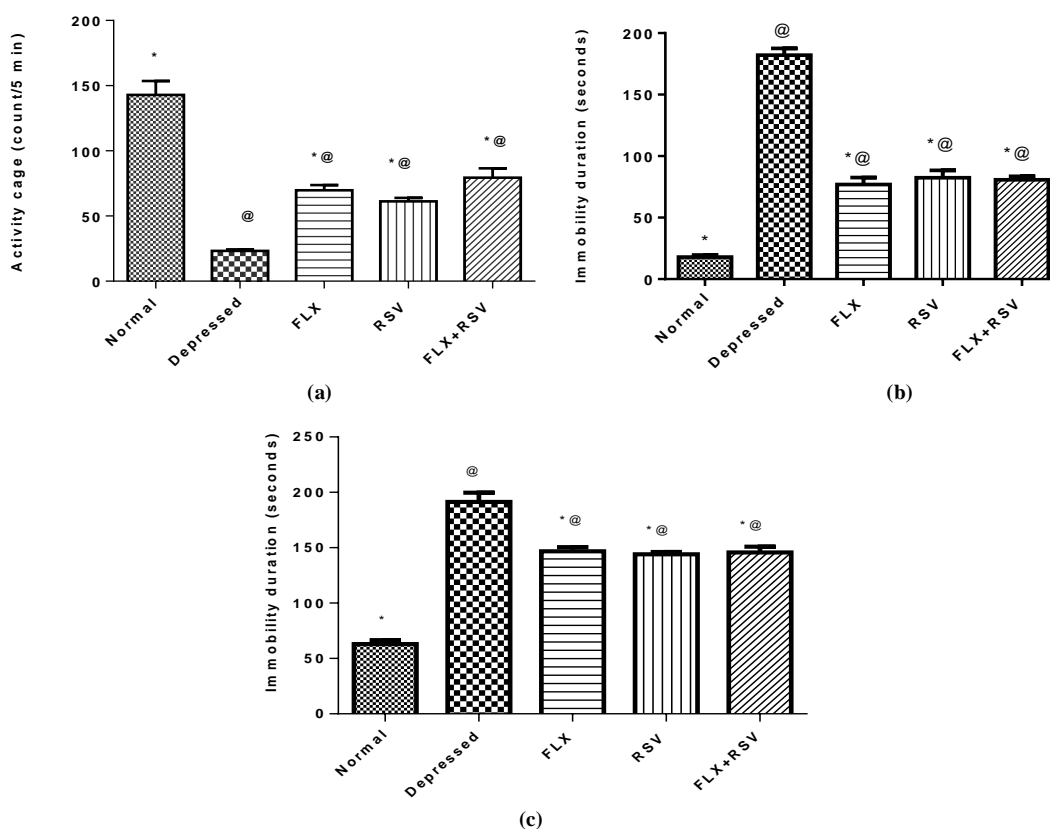 Activity cage (count/5 min)
200
150
100
50
0
*
@
* @
* @
* @
Normal
Depressed
FLX
RSV
FLX+RSV
(a)
Immobility duration (seconds)
200
150
100
50
0
*
@
* @
* @
* @
Normal
Depressed
FLX
RSV
FLX+RSV
(b)
Immobility duration (seconds)
250
200
150
100
50
0
*
@
* @
* @
* @
Normal
Depressed
FLX
RSV
FLX+RSV
(c)